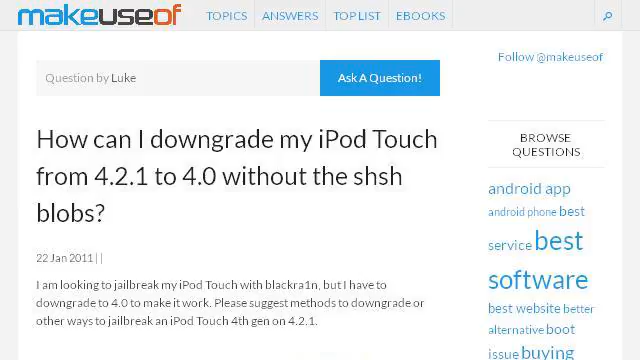 makeuseof TOPICS ANSWERS TOP LIST EBOOKS
Follow @makeuseof
Question by Luke
Ask A Question!
How can I downgrade my iPod Touch
from 4.2.1 to 4.0 without the shsh
blobs?
22 Jan 2011 | |
I am looking to jailbreak my iPod Touch with blackra1n, but I have to
downgrade to 4.0 to make it work. Please suggest methods to downgrade or
other ways to jailbreak an iPod Touch 4th gen on 4.2.1.
BROWSE
QUESTIONS
android app
android phone best
service best
software
best website better
alternative boot
issue buying